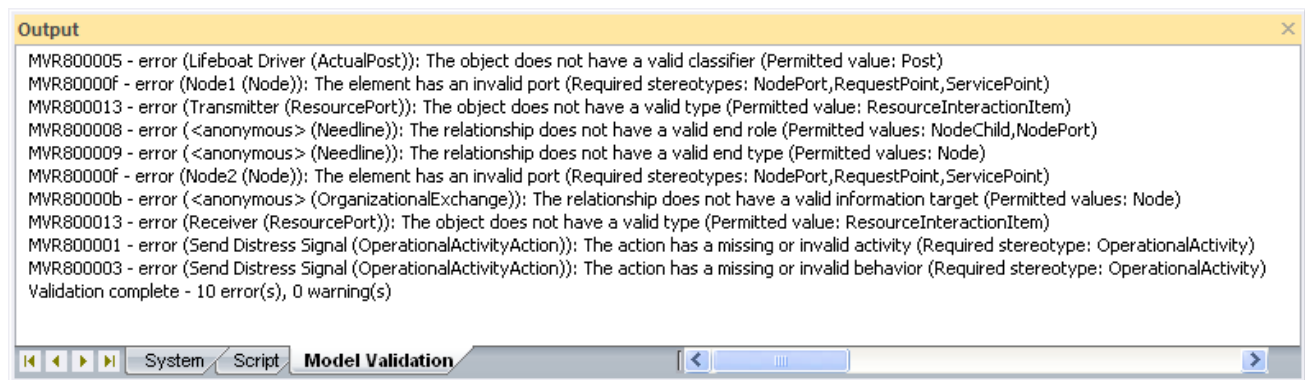 Output
MVR800005 - error (Lifeboat Driver (ActualPost)): The object does not have a valid classifier (Permitted value: Post)
MVR80000f - error (Node1 (Node)): The element has an invalid port (Required stereotypes: NodePort,RequestPoint,ServicePoint)
MVR800013 - error (Transmitter (ResourcePort)): The object does not have a valid type (Permitted value: ResourceInteractionItem)
MVR800008 - error (<anonymous> (Needline)): The relationship does not have a valid end role (Permitted values: NodeChild,NodePort)
MVR800009 - error (<anonymous> (Needline)): The relationship does not have a valid end type (Permitted values: Node)
MVR80000f - error (Node2 (Node)): The element has an invalid port (Required stereotypes: NodePort,RequestPoint,ServicePoint)
MVR80000b - error (<anonymous> (OrganizationalExchange)): The relationship does not have a valid information target (Permitted values: Node)
MVR800013 - error (Receiver (ResourcePort)): The object does not have a valid type (Permitted value: ResourceInteractionItem)
MVR800001 - error (Send Distress Signal (OperationalActivityAction)): The action has a missing or invalid activity (Required stereotype: OperationalActivity)
MVR800003 - error (Send Distress Signal (OperationalActivityAction)): The action has a missing or invalid behavior (Required stereotype: OperationalActivity)
Validation complete - 10 error(s), 0 warning(s)
System Script Model Validation